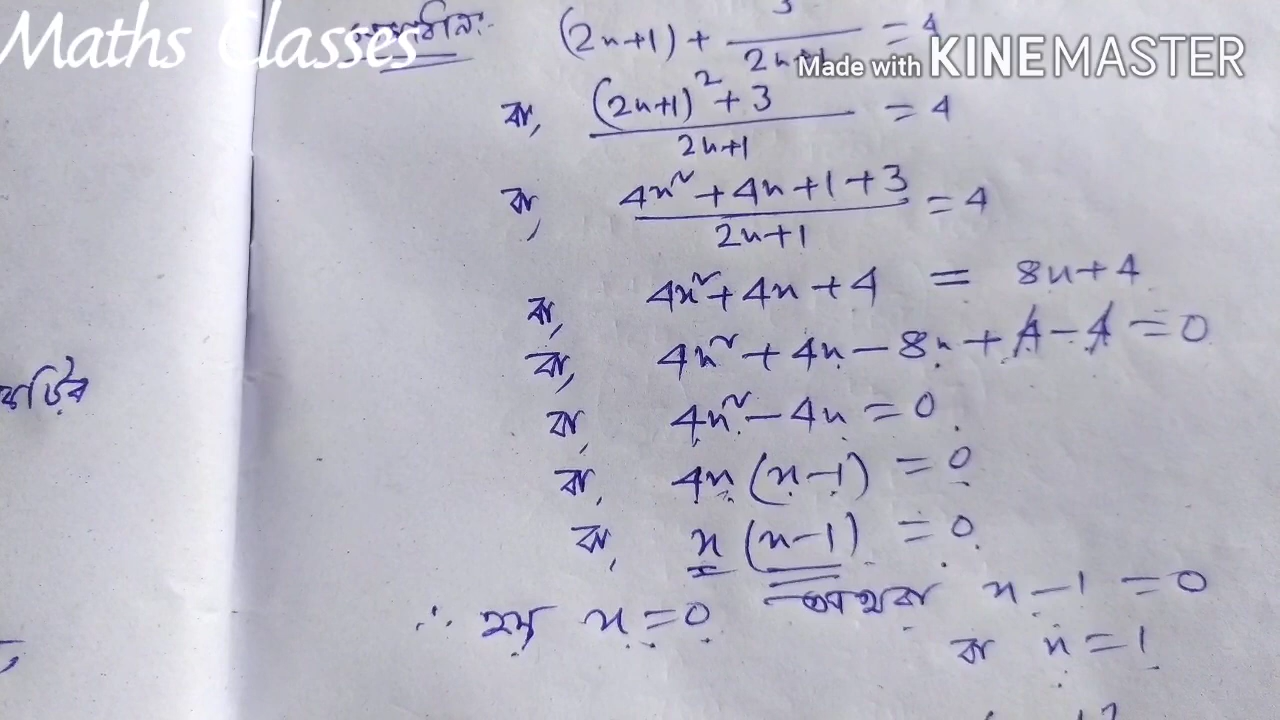 Maths Classes
(2x+1) + 3/2x+1 = 4
Made with KINEMASTER
বা, (2x+1)² + 3 / 2x+1 = 4
বা, 4x² + 4x + 1 + 3 / 2x+1 = 4
বা, 4x² + 4x + 4 = 8x + 4
বা, 4x² + 4x - 8x + 4 - 4 = 0
বা, 4x² - 4x = 0
বা, 4x (x-1) = 0
বা, x (x-1) = 0
∴ হয় x = 0 অথবা x - 1 = 0
বা x = 1